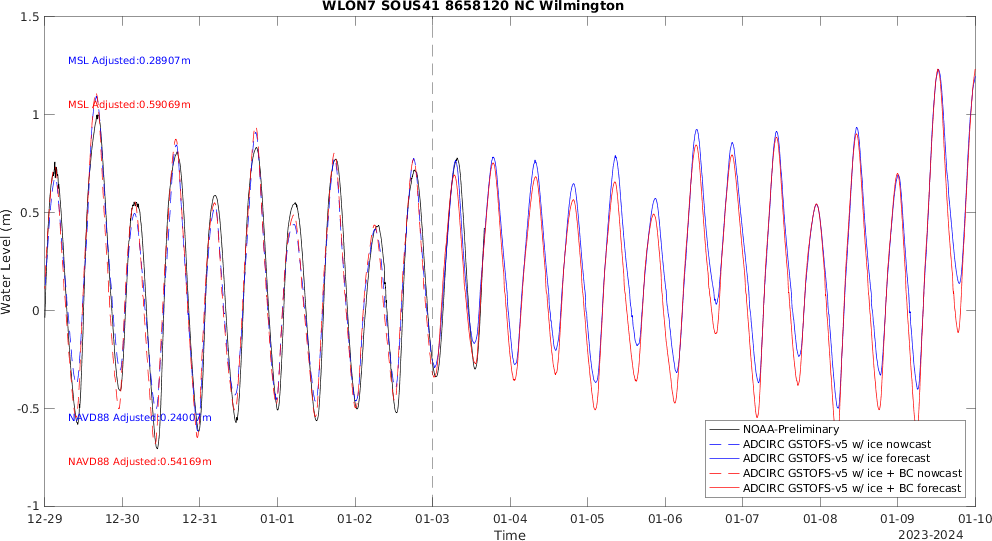 WLON7 SOUS41 8658120 NC Wilmington
1.5
1
0.5
0
-0.5
-1
Water Level (m)
MSL Adjusted:0.28907m
MSL Adjusted:0.59069m
NAVD88 Adjusted:0.24007m
NAVD88 Adjusted:0.54169m
NOAA-Preliminary
ADCIRC GSTOFS-v5 w/ ice nowcast
ADCIRC GSTOFS-v5 w/ ice forecast
ADCIRC GSTOFS-v5 w/ ice + BC nowcast
ADCIRC GSTOFS-v5 w/ ice + BC forecast
12-29 12-30 12-31 01-01 01-02 01-03 01-04 01-05 01-06 01-07 01-08 01-09 01-10
Time
2023-2024